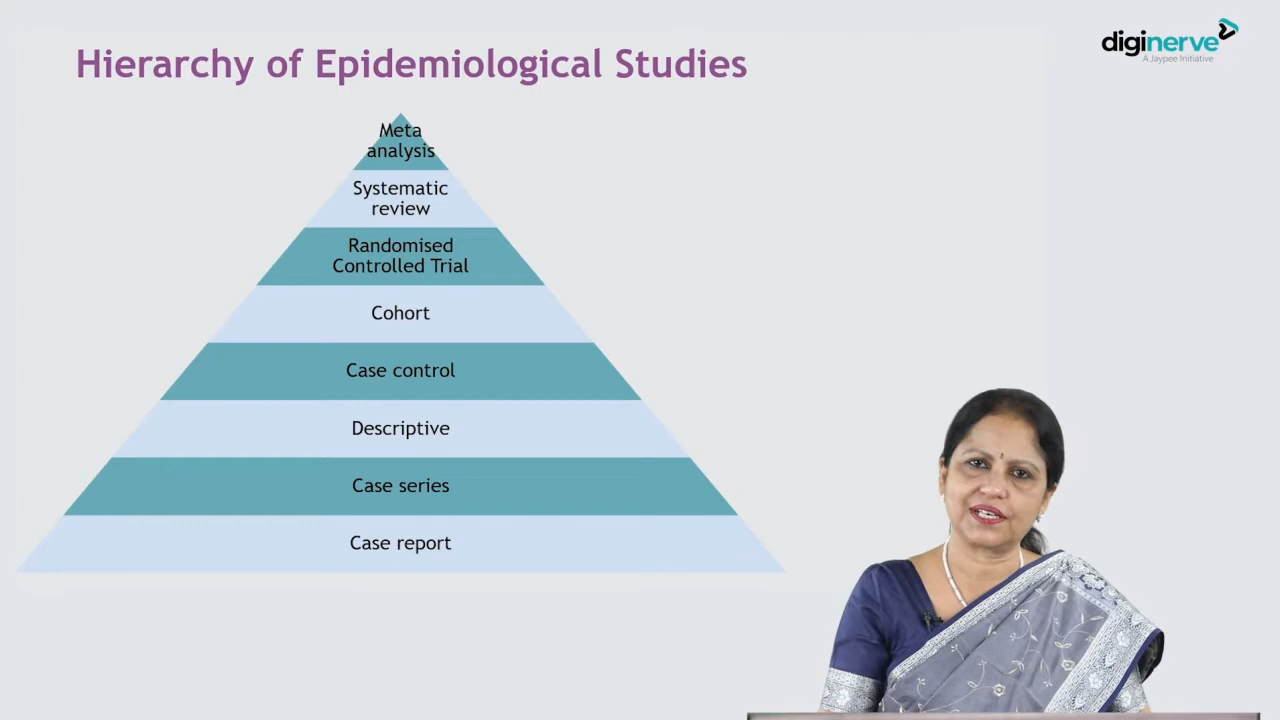 Hierarchy of Epidemiological Studies
diginerve
A Jaypee Initiative
Meta
analysis
Systematic
review
Randomised
Controlled Trial
Cohort
Case control
Descriptive
Case series
Case report